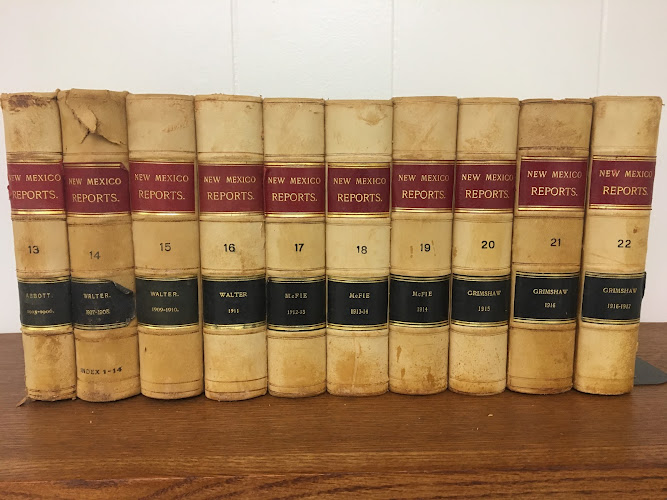 NEW MEXICO
REPORTS.
13
ABBOTT.
NEW MEXICO
REPORTS.
14
WALTER.
1907-1908.
INDEX 1-14
NEW MEXICO
REPORTS.
15
WALTER.
1909-1910.
NEW MEXICO
REPORTS.
16
WALTER
1911
NEW MEXICO
REPORTS.
17
McFIE
1912-13
NEW MEXICO
REPORTS.
18
McFIE
1913-14
NEW MEXICO
REPORTS.
19
McFIE
1914
NEW MEXICO
REPORTS.
20
GRIMSHAW
1915
NEW MEXICO
REPORTS.
21
GRIMSHAW
1916
NEW MEXICO
REPORTS.
22
GRIMSHAW
1916-1917